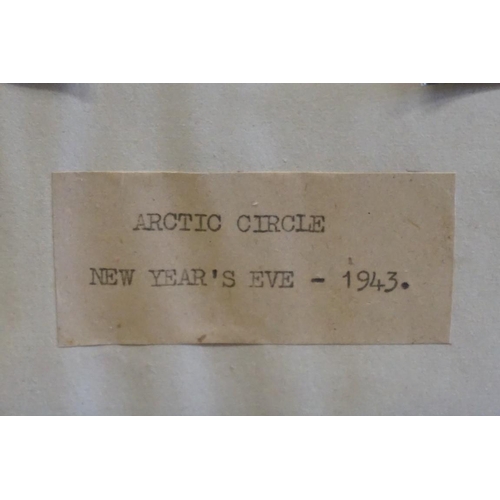 ARCTIC CIRCLE
NEW YEAR'S EVE - 1943.